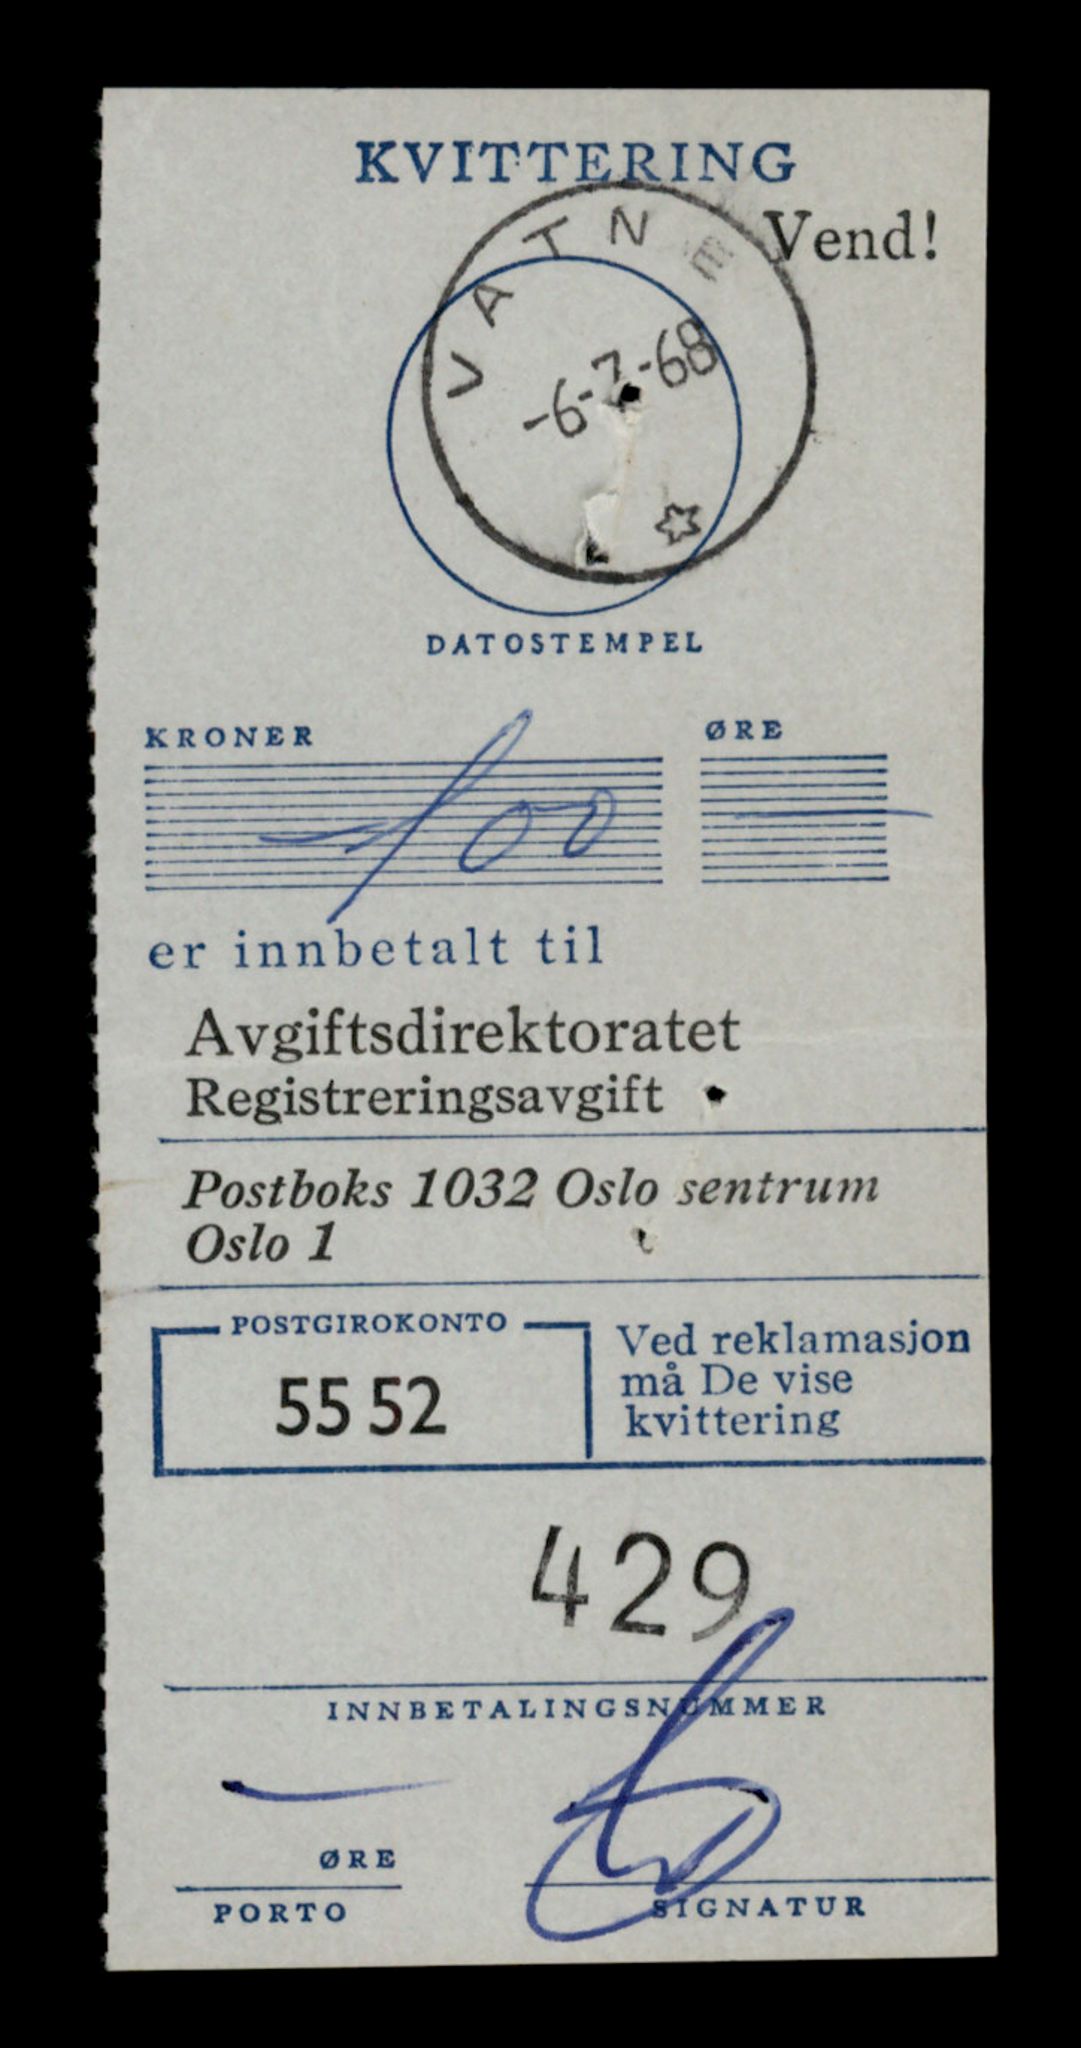 KVITTERING
Vend!
VATNE
-6-7-68
DATOSTEMPEL
KRONER ØRE
100 —
er innbetalt til
Avgiftsdirektoratet
Registreringsavgift
Postboks 1032 Oslo sentrum
Oslo 1
POSTGIROKONTO
55 52
Ved reklamasjon
må De vise
kvittering
429
INNBETALINGSNUMMER
—
ØRE
PORTO
SIGNATUR